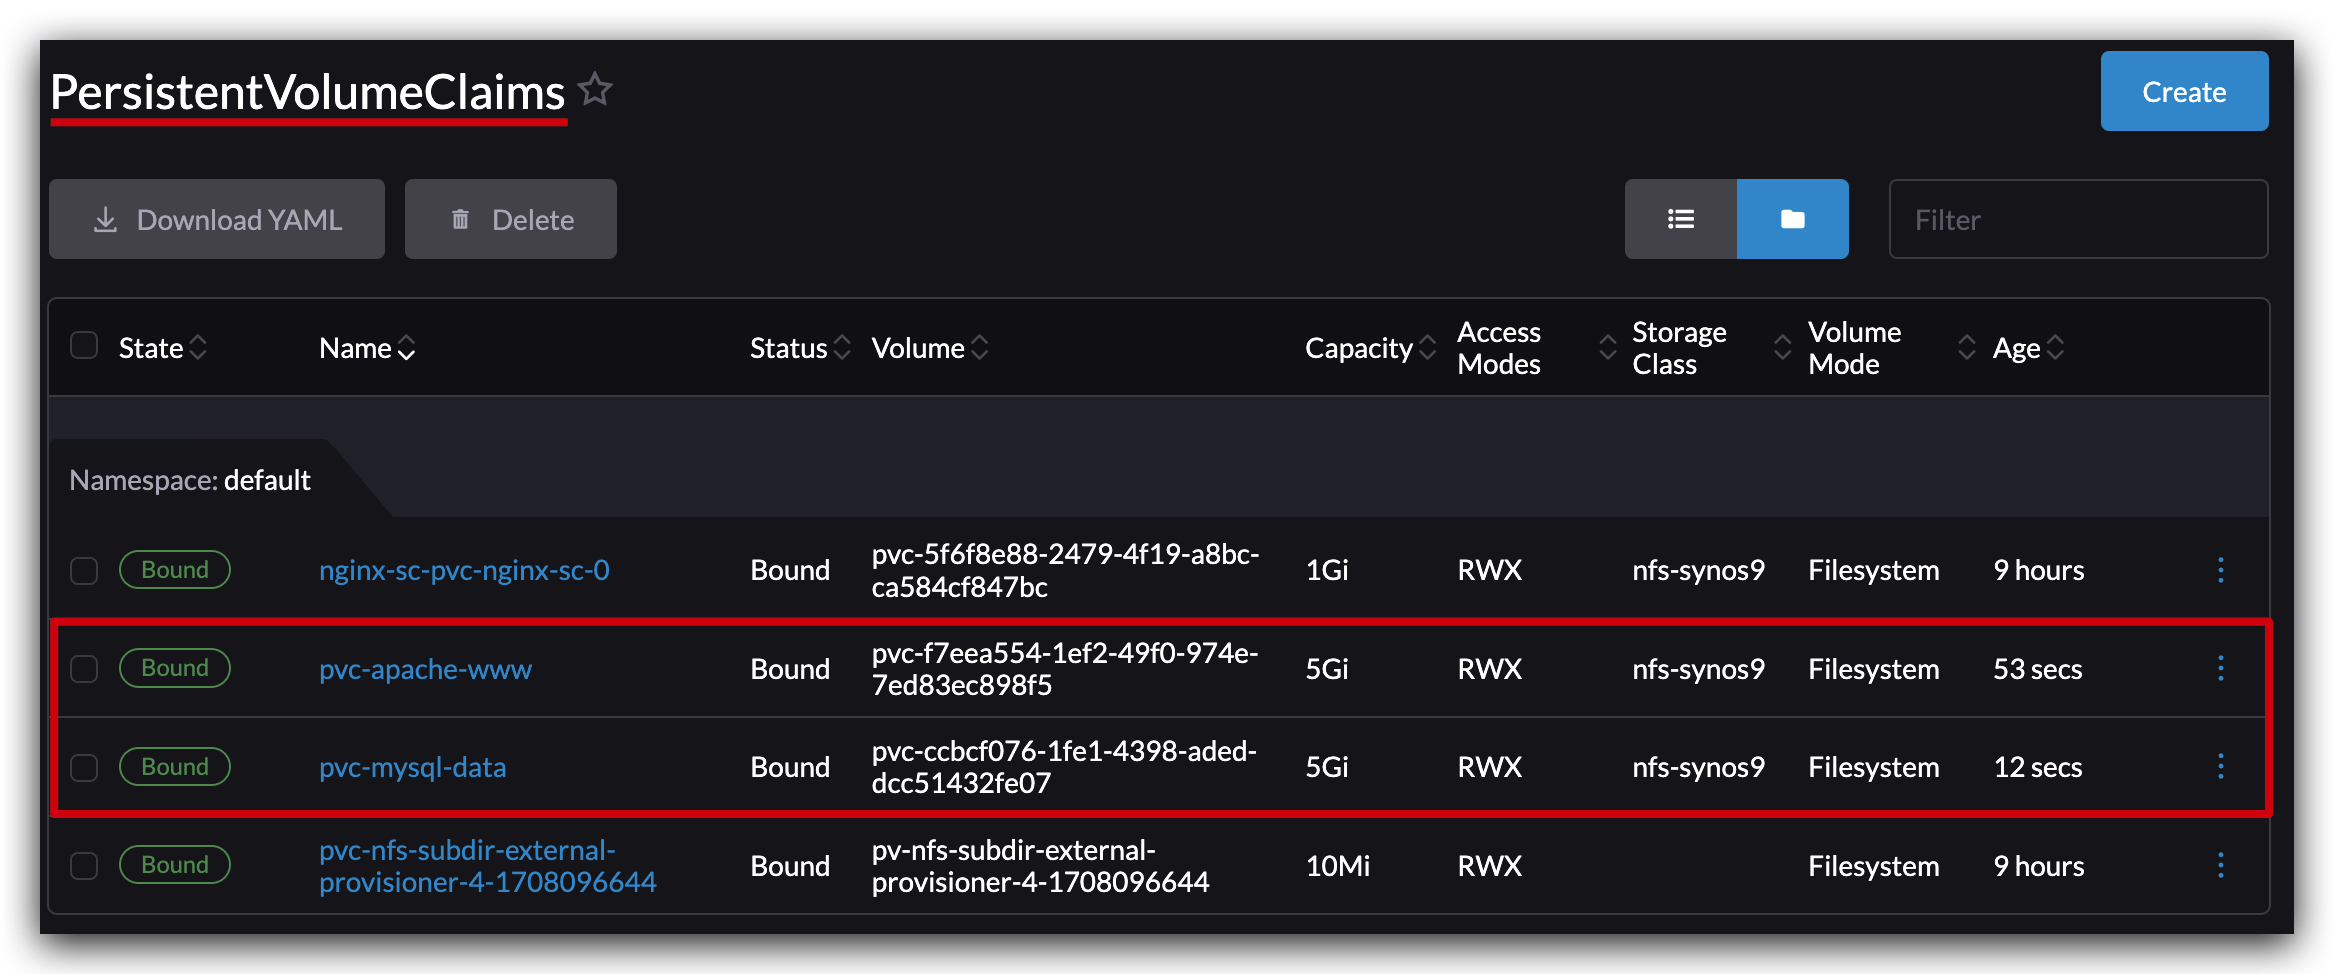 PersistentVolumeClaims
Create
Download YAML
Delete
Filter
State Name Status Volume Capacity Access Modes Storage Class Volume Mode Age
Namespace: default
Bound nginx-sc-pvc-nginx-sc-0 Bound pvc-5f6f8e88-2479-4f19-a8bc-ca584cf847bc 1Gi RWX nfs-synos9 Filesystem 9 hours
Bound pvc-apache-www Bound pvc-f7eea554-1ef2-49f0-974e-7ed83ec898f5 5Gi RWX nfs-synos9 Filesystem 53 secs
Bound pvc-mysql-data Bound pvc-ccbcf076-1fe1-4398-aded-dcc51432fe07 5Gi RWX nfs-synos9 Filesystem 12 secs
Bound pvc-nfs-subdir-external-provisioner-4-1708096644 Bound pv-nfs-subdir-external-provisioner-4-1708096644 10Mi RWX Filesystem 9 hours